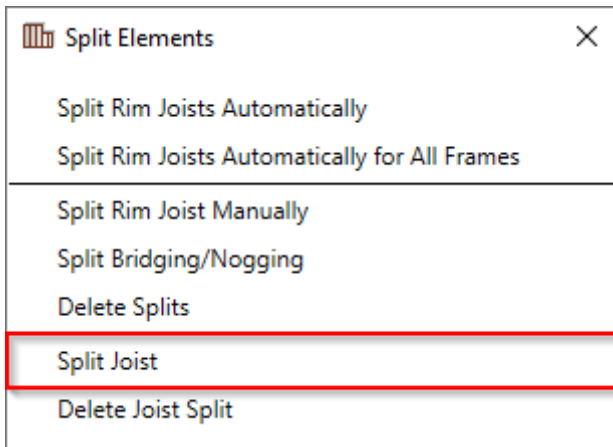 Split Elements
Split Rim Joists Automatically
Split Rim Joists Automatically for All Frames
Split Rim Joist Manually
Split Bridging/Nogging
Delete Splits
Split Joist
Delete Joist Split